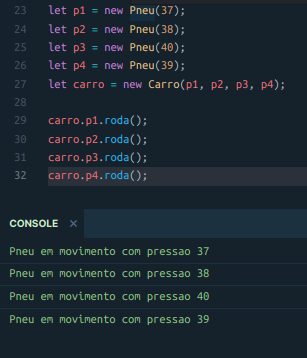 23 let p1 = new Pneu(37);
24 let p2 = new Pneu(38);
25 let p3 = new Pneu(40);
26 let p4 = new Pneu(39);
27 let carro = new Carro(p1, p2, p3, p4);
28
29 carro.p1.roda();
30 carro.p2.roda();
31 carro.p3.roda();
32 carro.p4.roda();
CONSOLE ×
Pneu em movimento com pressao 37
Pneu em movimento com pressao 38
Pneu em movimento com pressao 40
Pneu em movimento com pressao 39